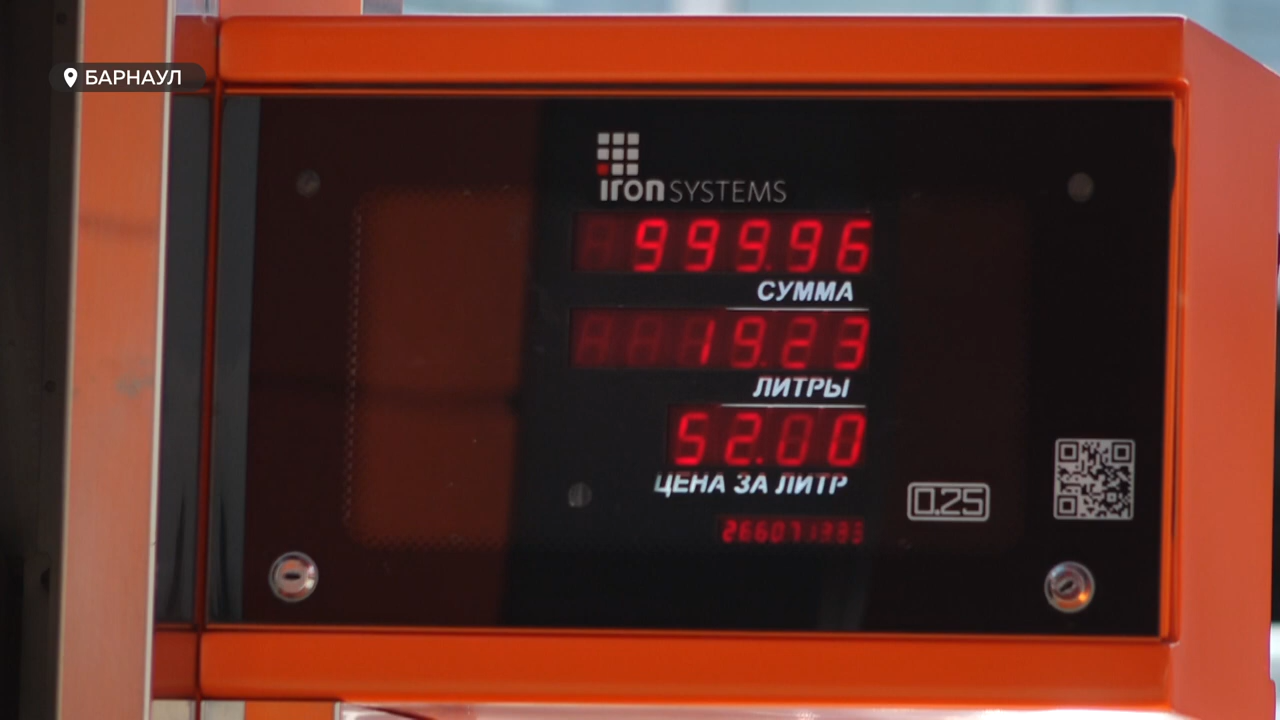 БАРНАУЛ
iron SYSTEMS
999.96
СУММА
19.23
ЛИТРЫ
52.00
ЦЕНА ЗА ЛИТР
0.25